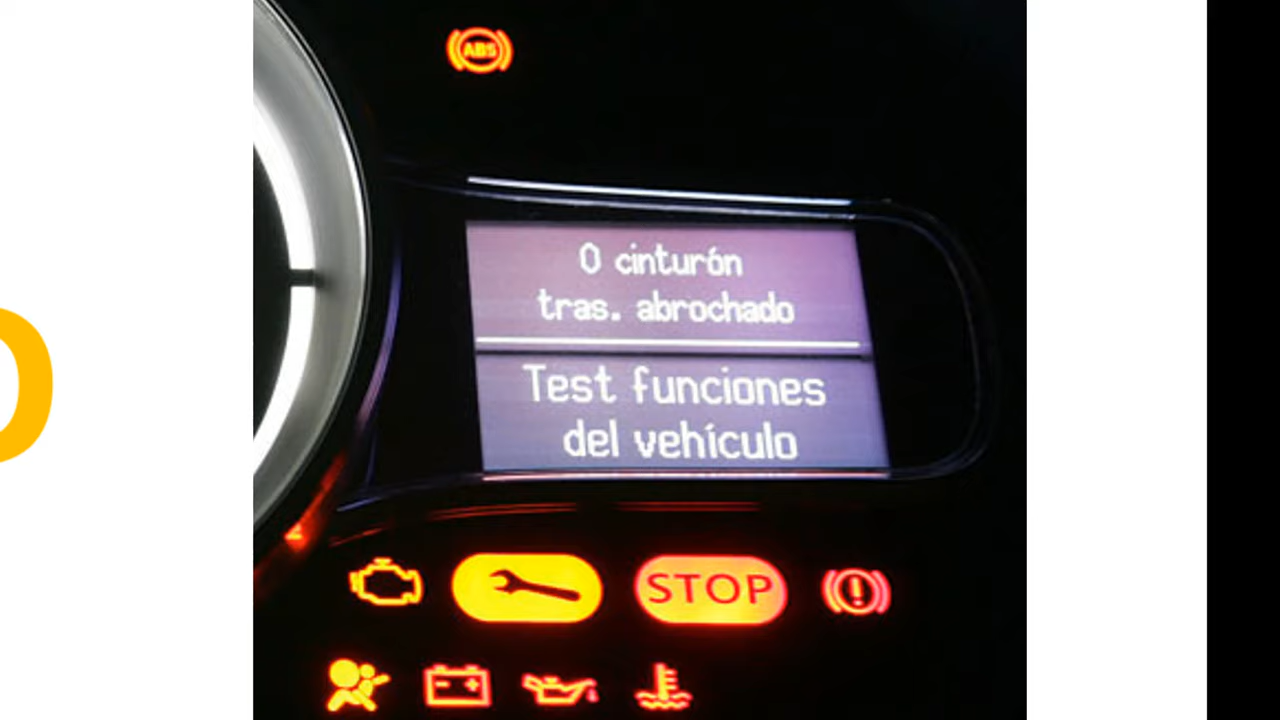 ABS
0 cinturón
tras. abrochado
Test funciones
del vehículo
STOP